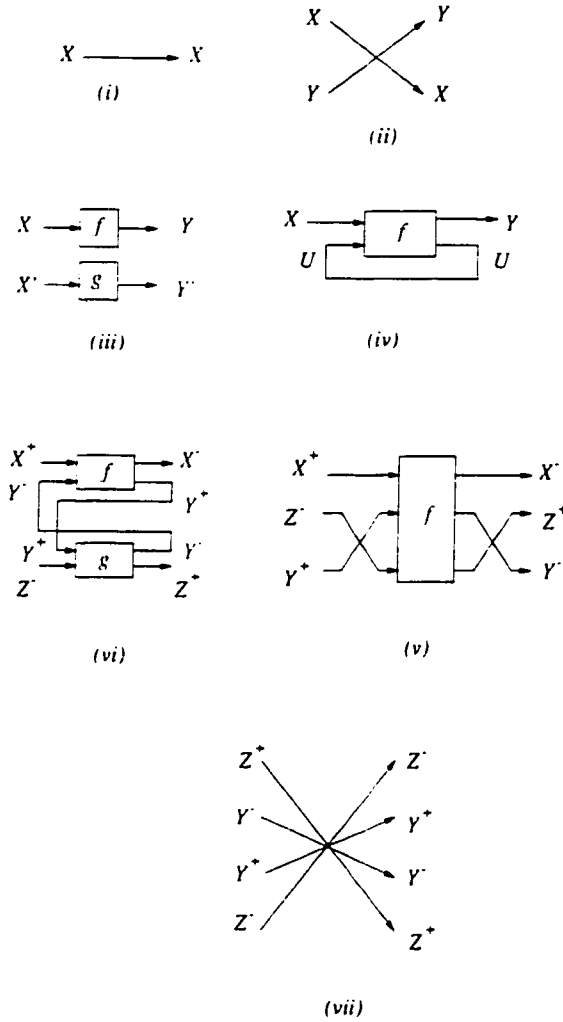 X X
(i)
X Y
Y X
(ii)
X f Y
X- g Y-
(iii)
X f Y
U U
(iv)
X+ f X-
Y- Y+
Y+ g Y-
Z- Z+
(vi)
X+ f X-
Z- Z+
Y+ Y-
(v)
Z+ Z-
Y- Y+
Y+ Y-
Z- Z+
(vii)